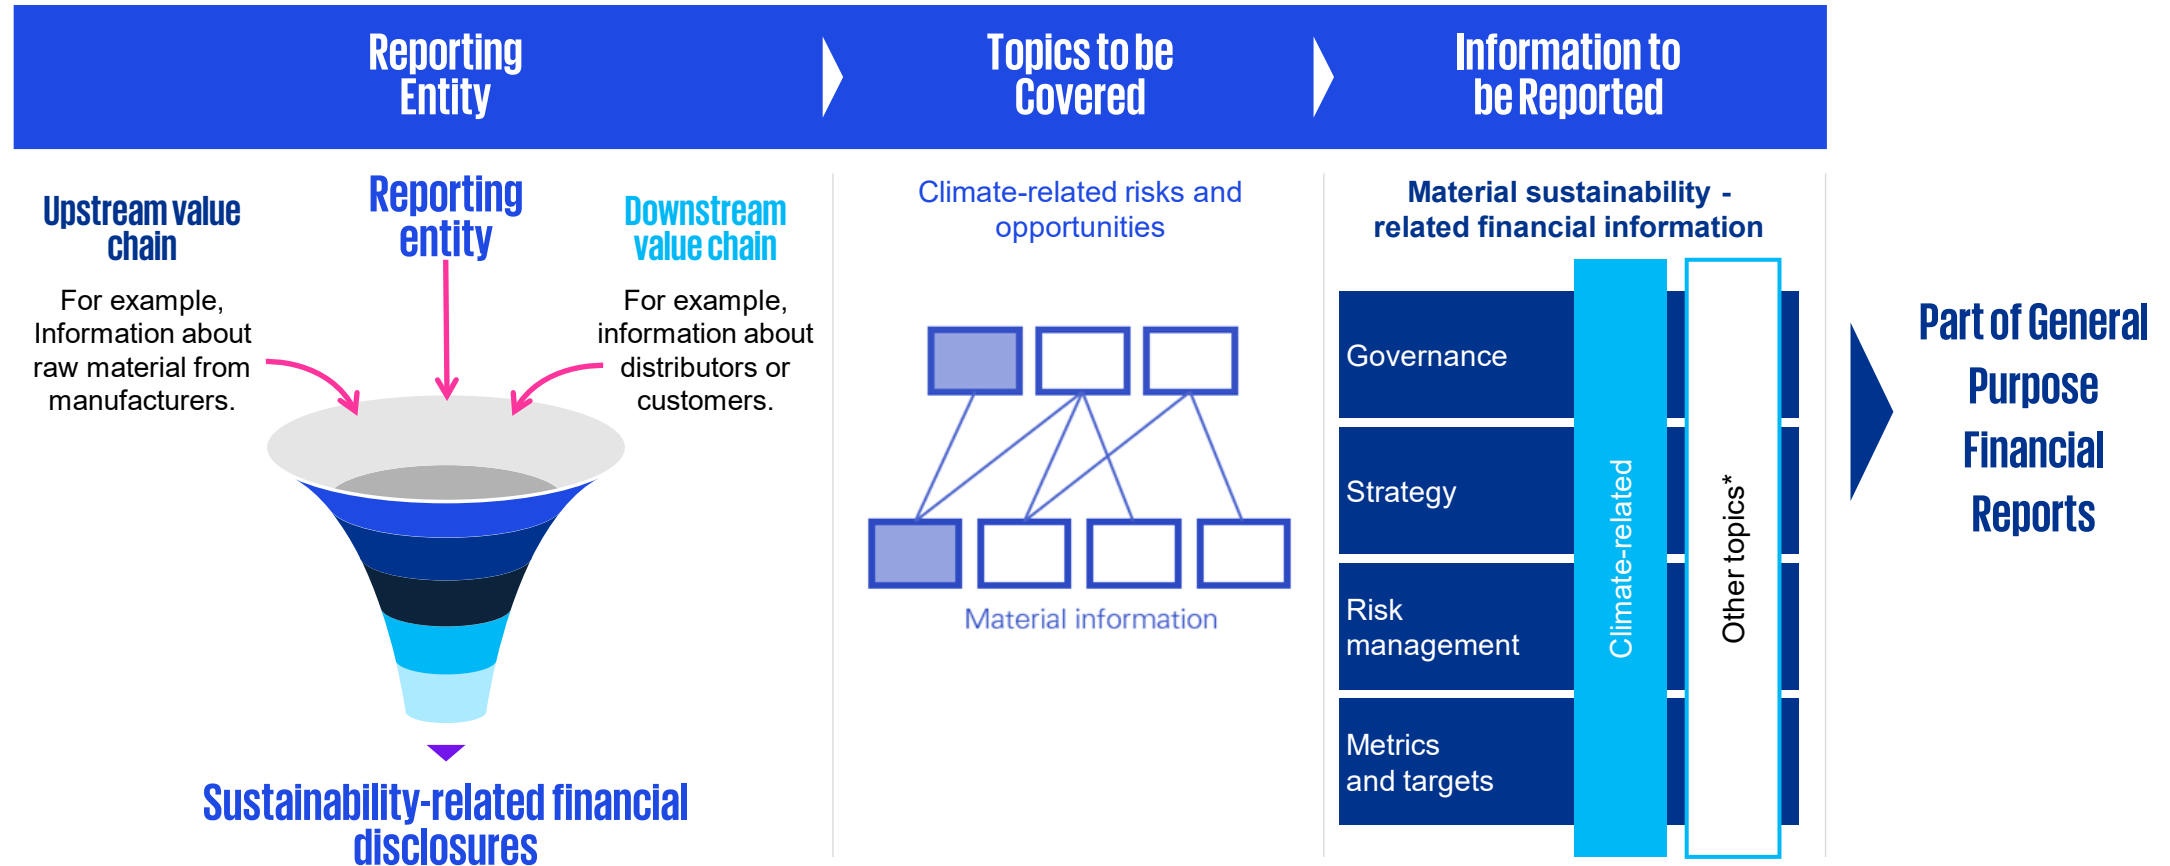 Reporting
Entity
Topics to be
Covered
Information to
be Reported
Upstream value
chain
For example,
Information about
raw material from
manufacturers.
Reporting
entity
Downstream
value chain
For example,
information about
distributors or
customers.
Sustainability-related financial
disclosures
Climate-related risks and
opportunities
Material information
Material sustainability -
related financial information
Governance
Strategy
Risk
management
Metrics
and targets
Climate-related
Other topics*
Part of General
Purpose
Financial
Reports